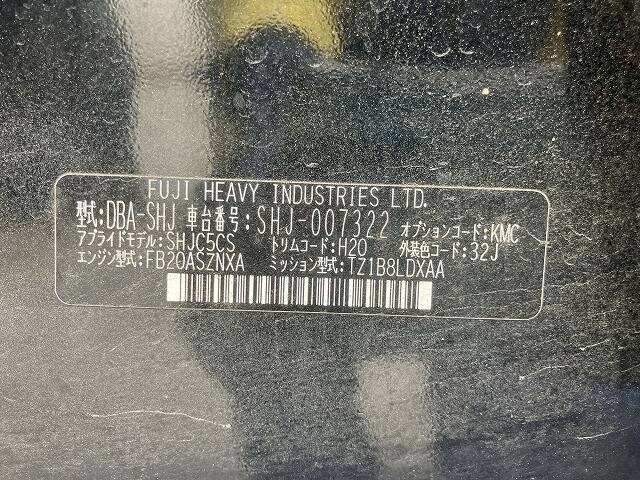 FUJI HEAVY INDUSTRIES LTD.
型式:DBA-SHJ 車台番号:SHJ-007322 オプションコード:KMC
アプライドモデル:SHJC5CS トリムコード:H20 外装色コード:32J
エンジン型式:FB20ASZNXA ミッション型式:TZ1B8LDXAA